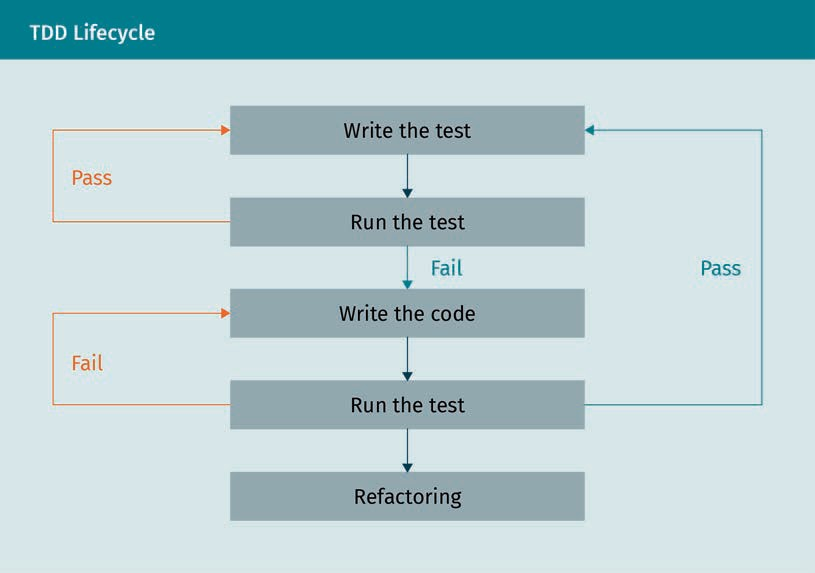 TDD Lifecycle
Write the test
Pass
Run the test
Fail
Pass
Write the code
Fail
Run the test
Refactoring